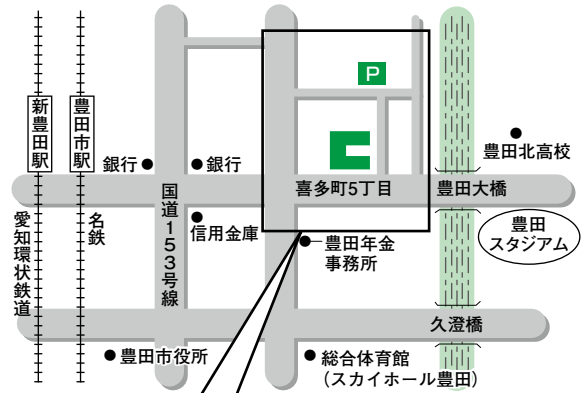 P
新豊田駅
豊田市駅
豊田北高校
銀行
銀行
喜多町5丁目
豊田大橋
国道153号線
愛知環状鉄道
名鉄
信用金庫
豊田年金
事務所
豊田
スタジアム
久澄橋
豊田市役所
総合体育館
(スカイホール豊田)